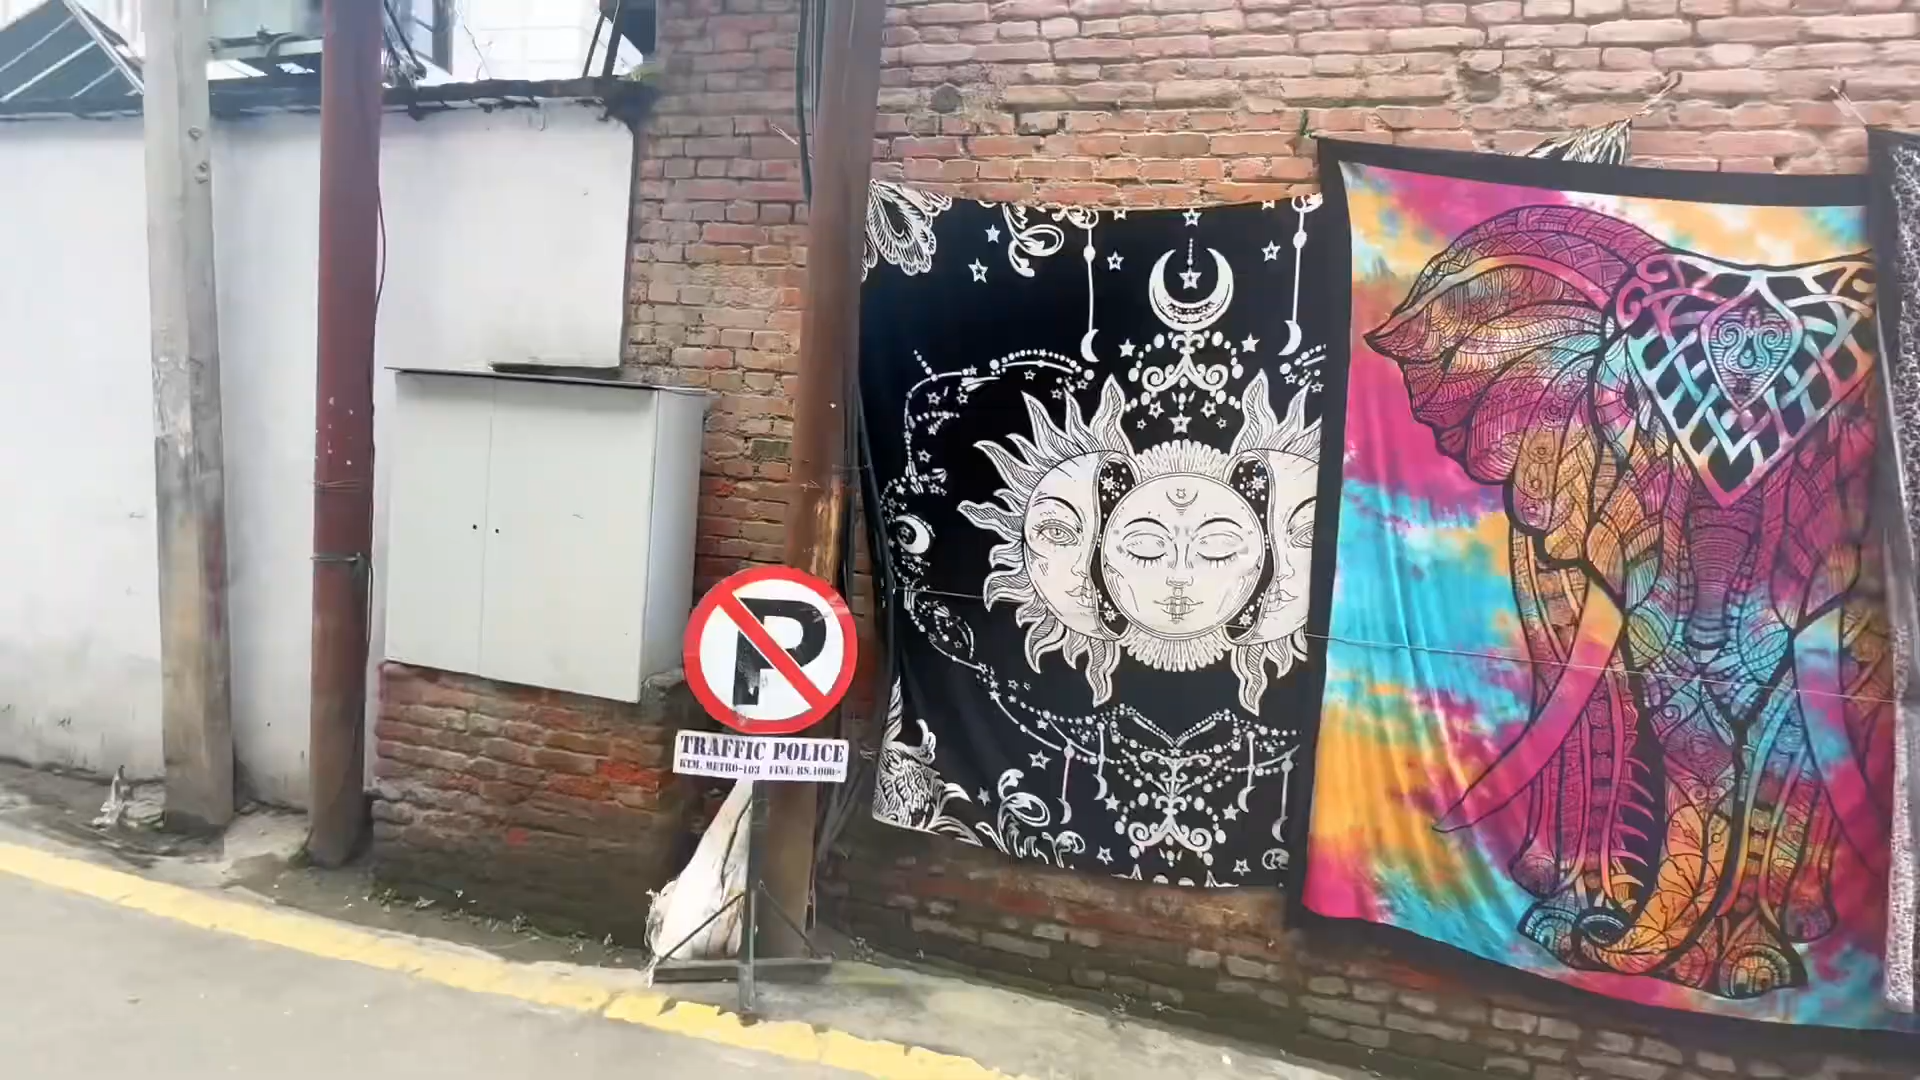 P
TRAFFIC POLICE
KTM. METRO-103 FINE: RS.1000/-